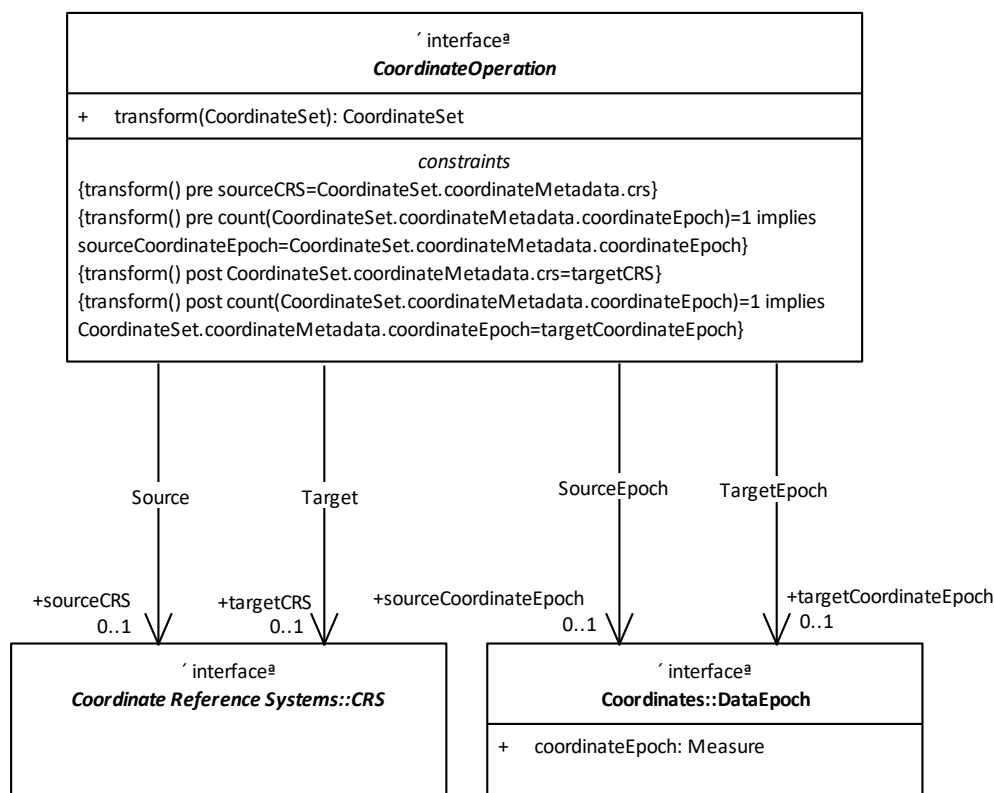 ´ interfaceª
CoordinateOperation
+ transform(CoordinateSet): CoordinateSet
constraints
{transform() pre sourceCRS=CoordinateSet.coordinateMetadata.crs}
{transform() pre count(CoordinateSet.coordinateMetadata.coordinateEpoch)=1 implies
sourceCoordinateEpoch=CoordinateSet.coordinateMetadata.coordinateEpoch}
{transform() post CoordinateSet.coordinateMetadata.crs=targetCRS}
{transform() post count(CoordinateSet.coordinateMetadata.coordinateEpoch)=1 implies
CoordinateSet.coordinateMetadata.coordinateEpoch=targetCoordinateEpoch}
Source
Target
SourceEpoch
TargetEpoch
+sourceCRS
0..1
+targetCRS
0..1
+sourceCoordinateEpoch
0..1
+targetCoordinateEpoch
0..1
´ interfaceª
Coordinate Reference Systems::CRS
´ interfaceª
Coordinates::DataEpoch
+ coordinateEpoch: Measure